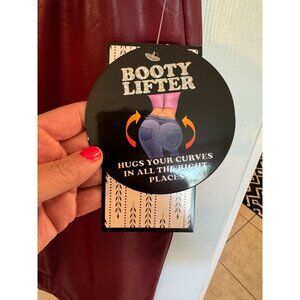 BOOTY
LIFTER
HUGS YOUR CURVES
IN ALL THE RIGHT
PLACES